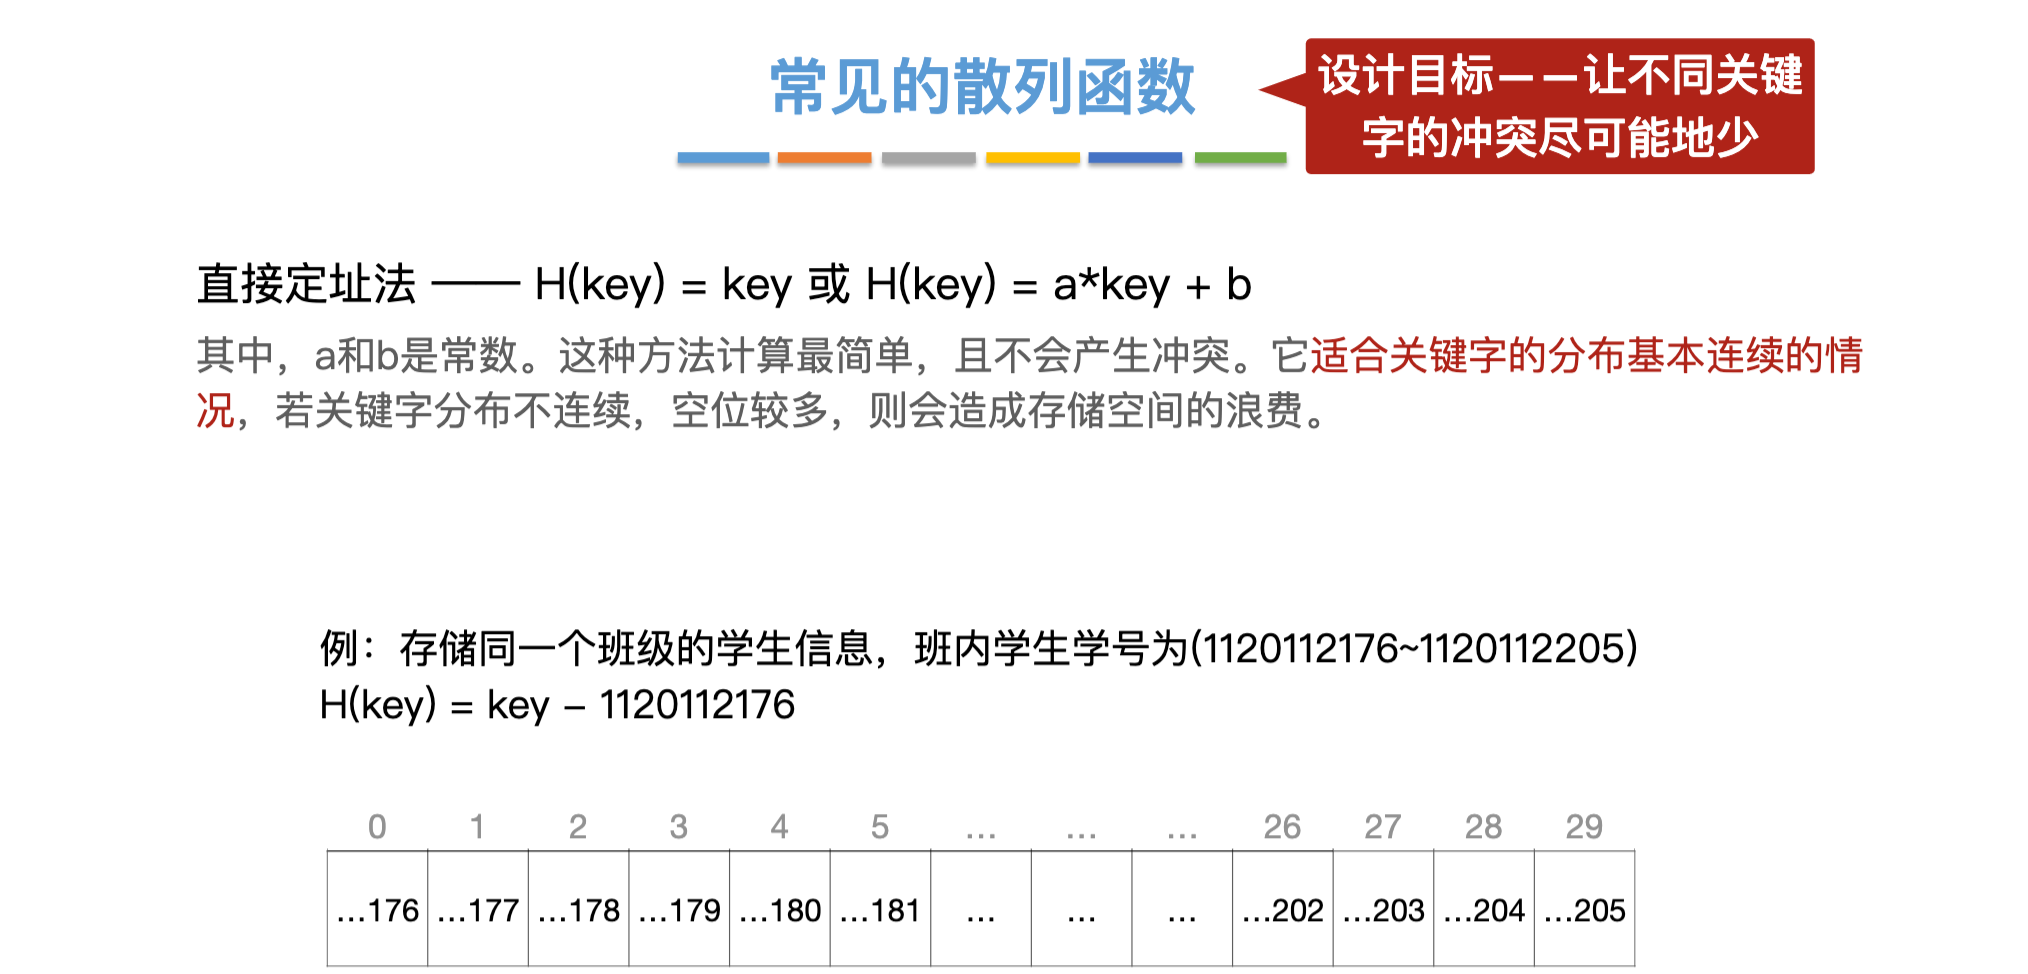 常见的散列函数
设计目标——让不同关键
字的冲突尽可能地少
直接定址法 —— H(key) = key 或 H(key) = a*key + b
其中，a和b是常数。这种方法计算最简单，且不会产生冲突。它适合关键字的分布基本连续的情
况，若关键字分布不连续，空位较多，则会造成存储空间的浪费。
例：存储同一个班级的学生信息，班内学生学号为(1120112176~1120112205)
H(key) = key – 1120112176
0 1 2 3 4 5 ... ... ... 26 27 28 29
...176 ...177 ...178 ...179 ...180 ...181 ... ... ... ...202 ...203 ...204 ...205